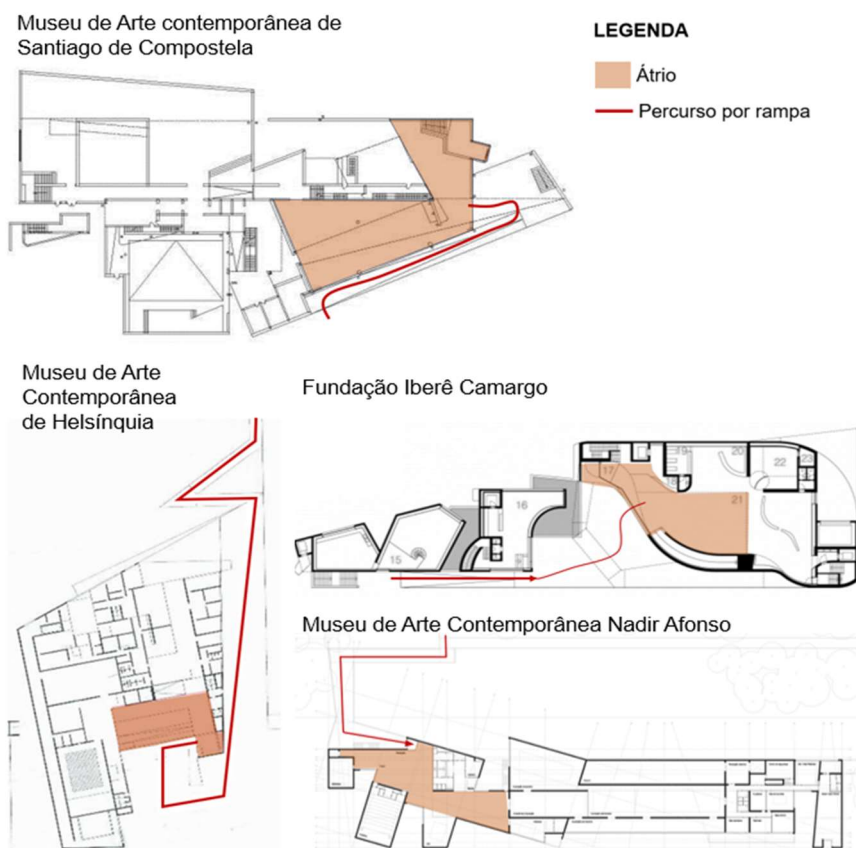 Museu de Arte contemporânea de
Santiago de Compostela
LEGENDA
Átrio
Percurso por rampa
Museu de Arte
Contemporânea
de Helsínquia
Fundação Iberê Camargo
15
16
17
19
20
21
22
23
Museu de Arte Contemporânea Nadir Afonso